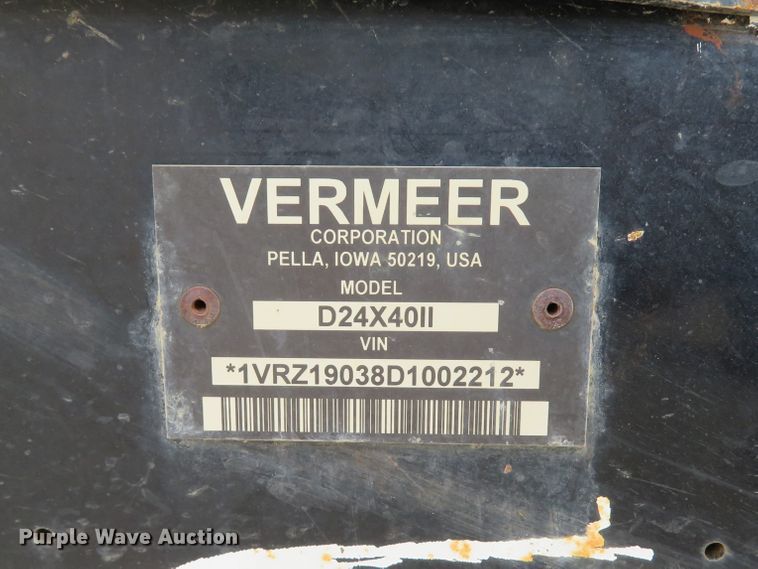 VERMEER
CORPORATION
PELLA, IOWA 50219, USA
MODEL
D24X40II
VIN
*1VRZ19038D1002212*
Purple Wave Auction